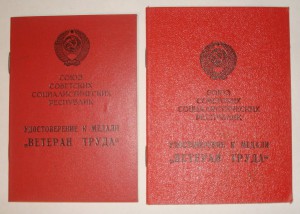 СОЮЗ
СОВЕТСКИХ
СОЦИАЛИСТИЧЕСКИХ
РЕСПУБЛИК
УДОСТОВЕРЕНИЕ К МЕДАЛИ
„ВЕТЕРАН ТРУДА“
СОЮЗ
СОВЕТСКИХ
СОЦИАЛИСТИЧЕСКИХ
РЕСПУБЛИК
УДОСТОВЕРЕНИЕ К МЕДАЛИ
„ВЕТЕРАН ТРУДА“